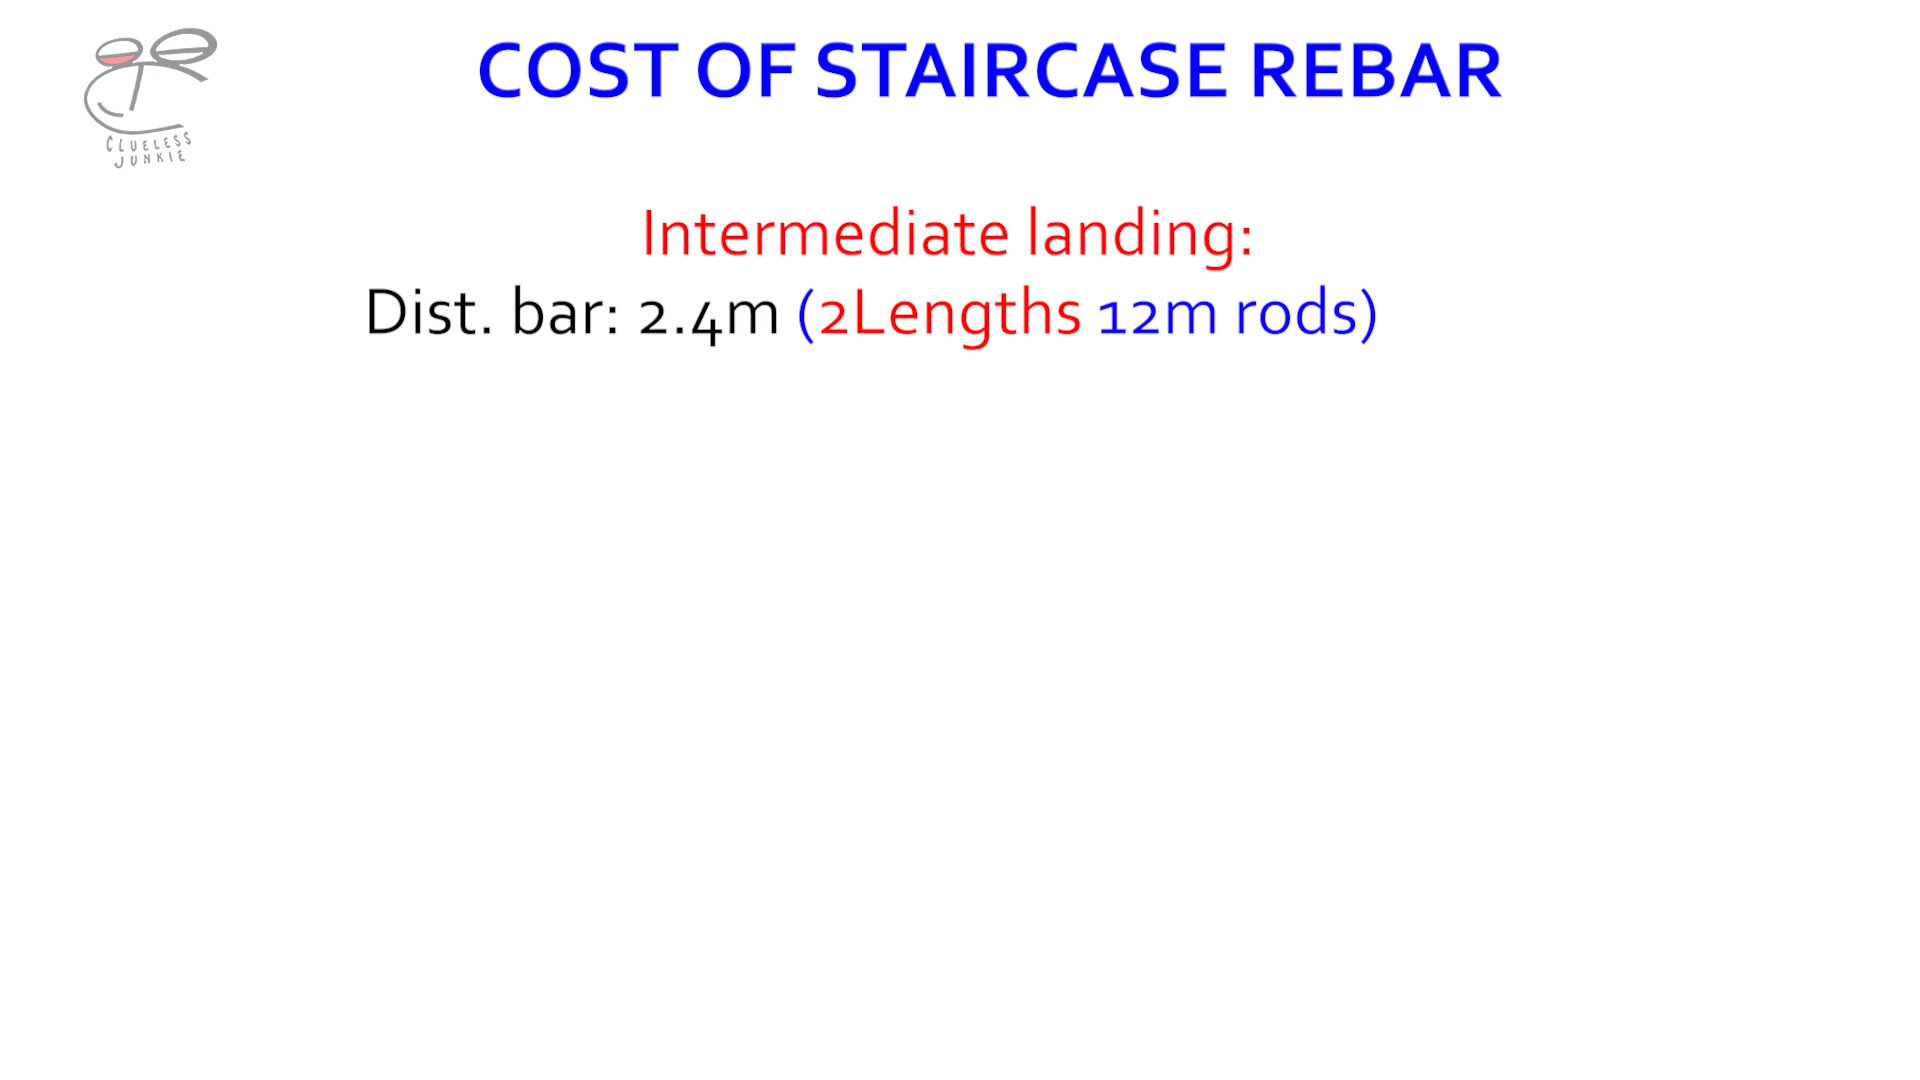 COST OF STAIRCASE REBAR
CLUELESS
JUNKIE
Intermediate landing:
Dist. bar: 2.4m (2Lengths 12m rods)